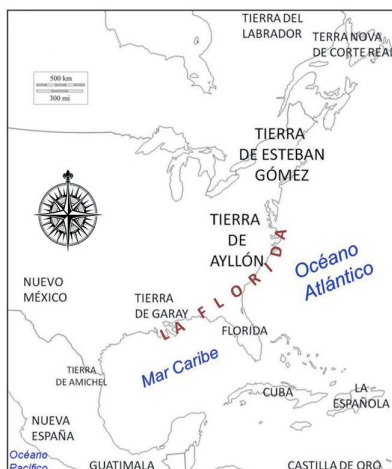 TIERRA DEL
LABRADOR
TERRA NOVA
DE CORTE REAL
500 km
300 mi
TIERRA
DE ESTEBAN
GÓMEZ
TIERRA
DE
AYLLÓN
Océano
Atlántico
NUEVO
MÉXICO
TIERRA
DE GARAY
LA FLORIDA
FLORIDA
Mar Caribe
TIERRA
DE AMICHEL
CUBA
LA
ESPAÑOLA
NUEVA
ESPAÑA
Océano
Pacífico
GUATIMALA
CASTILLA DE ORO